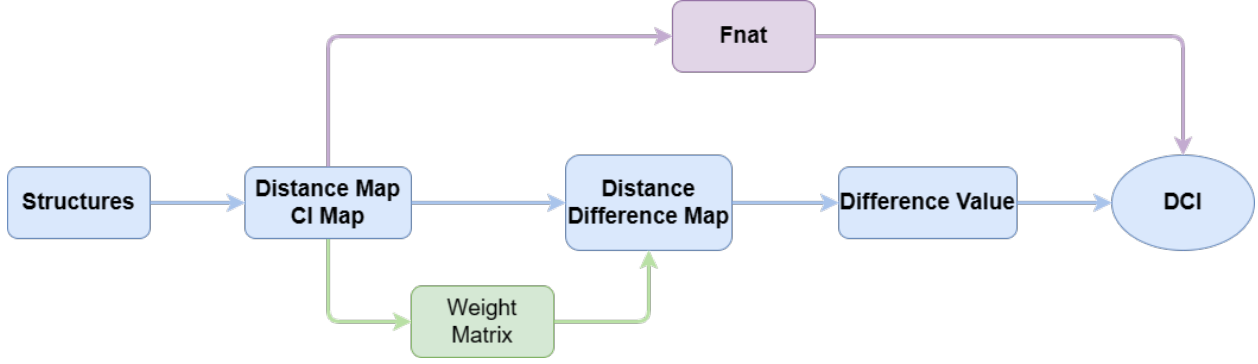 Fnat
Structures
Distance Map
CI Map
Distance
Difference Map
Difference Value
DCI
Weight
Matrix